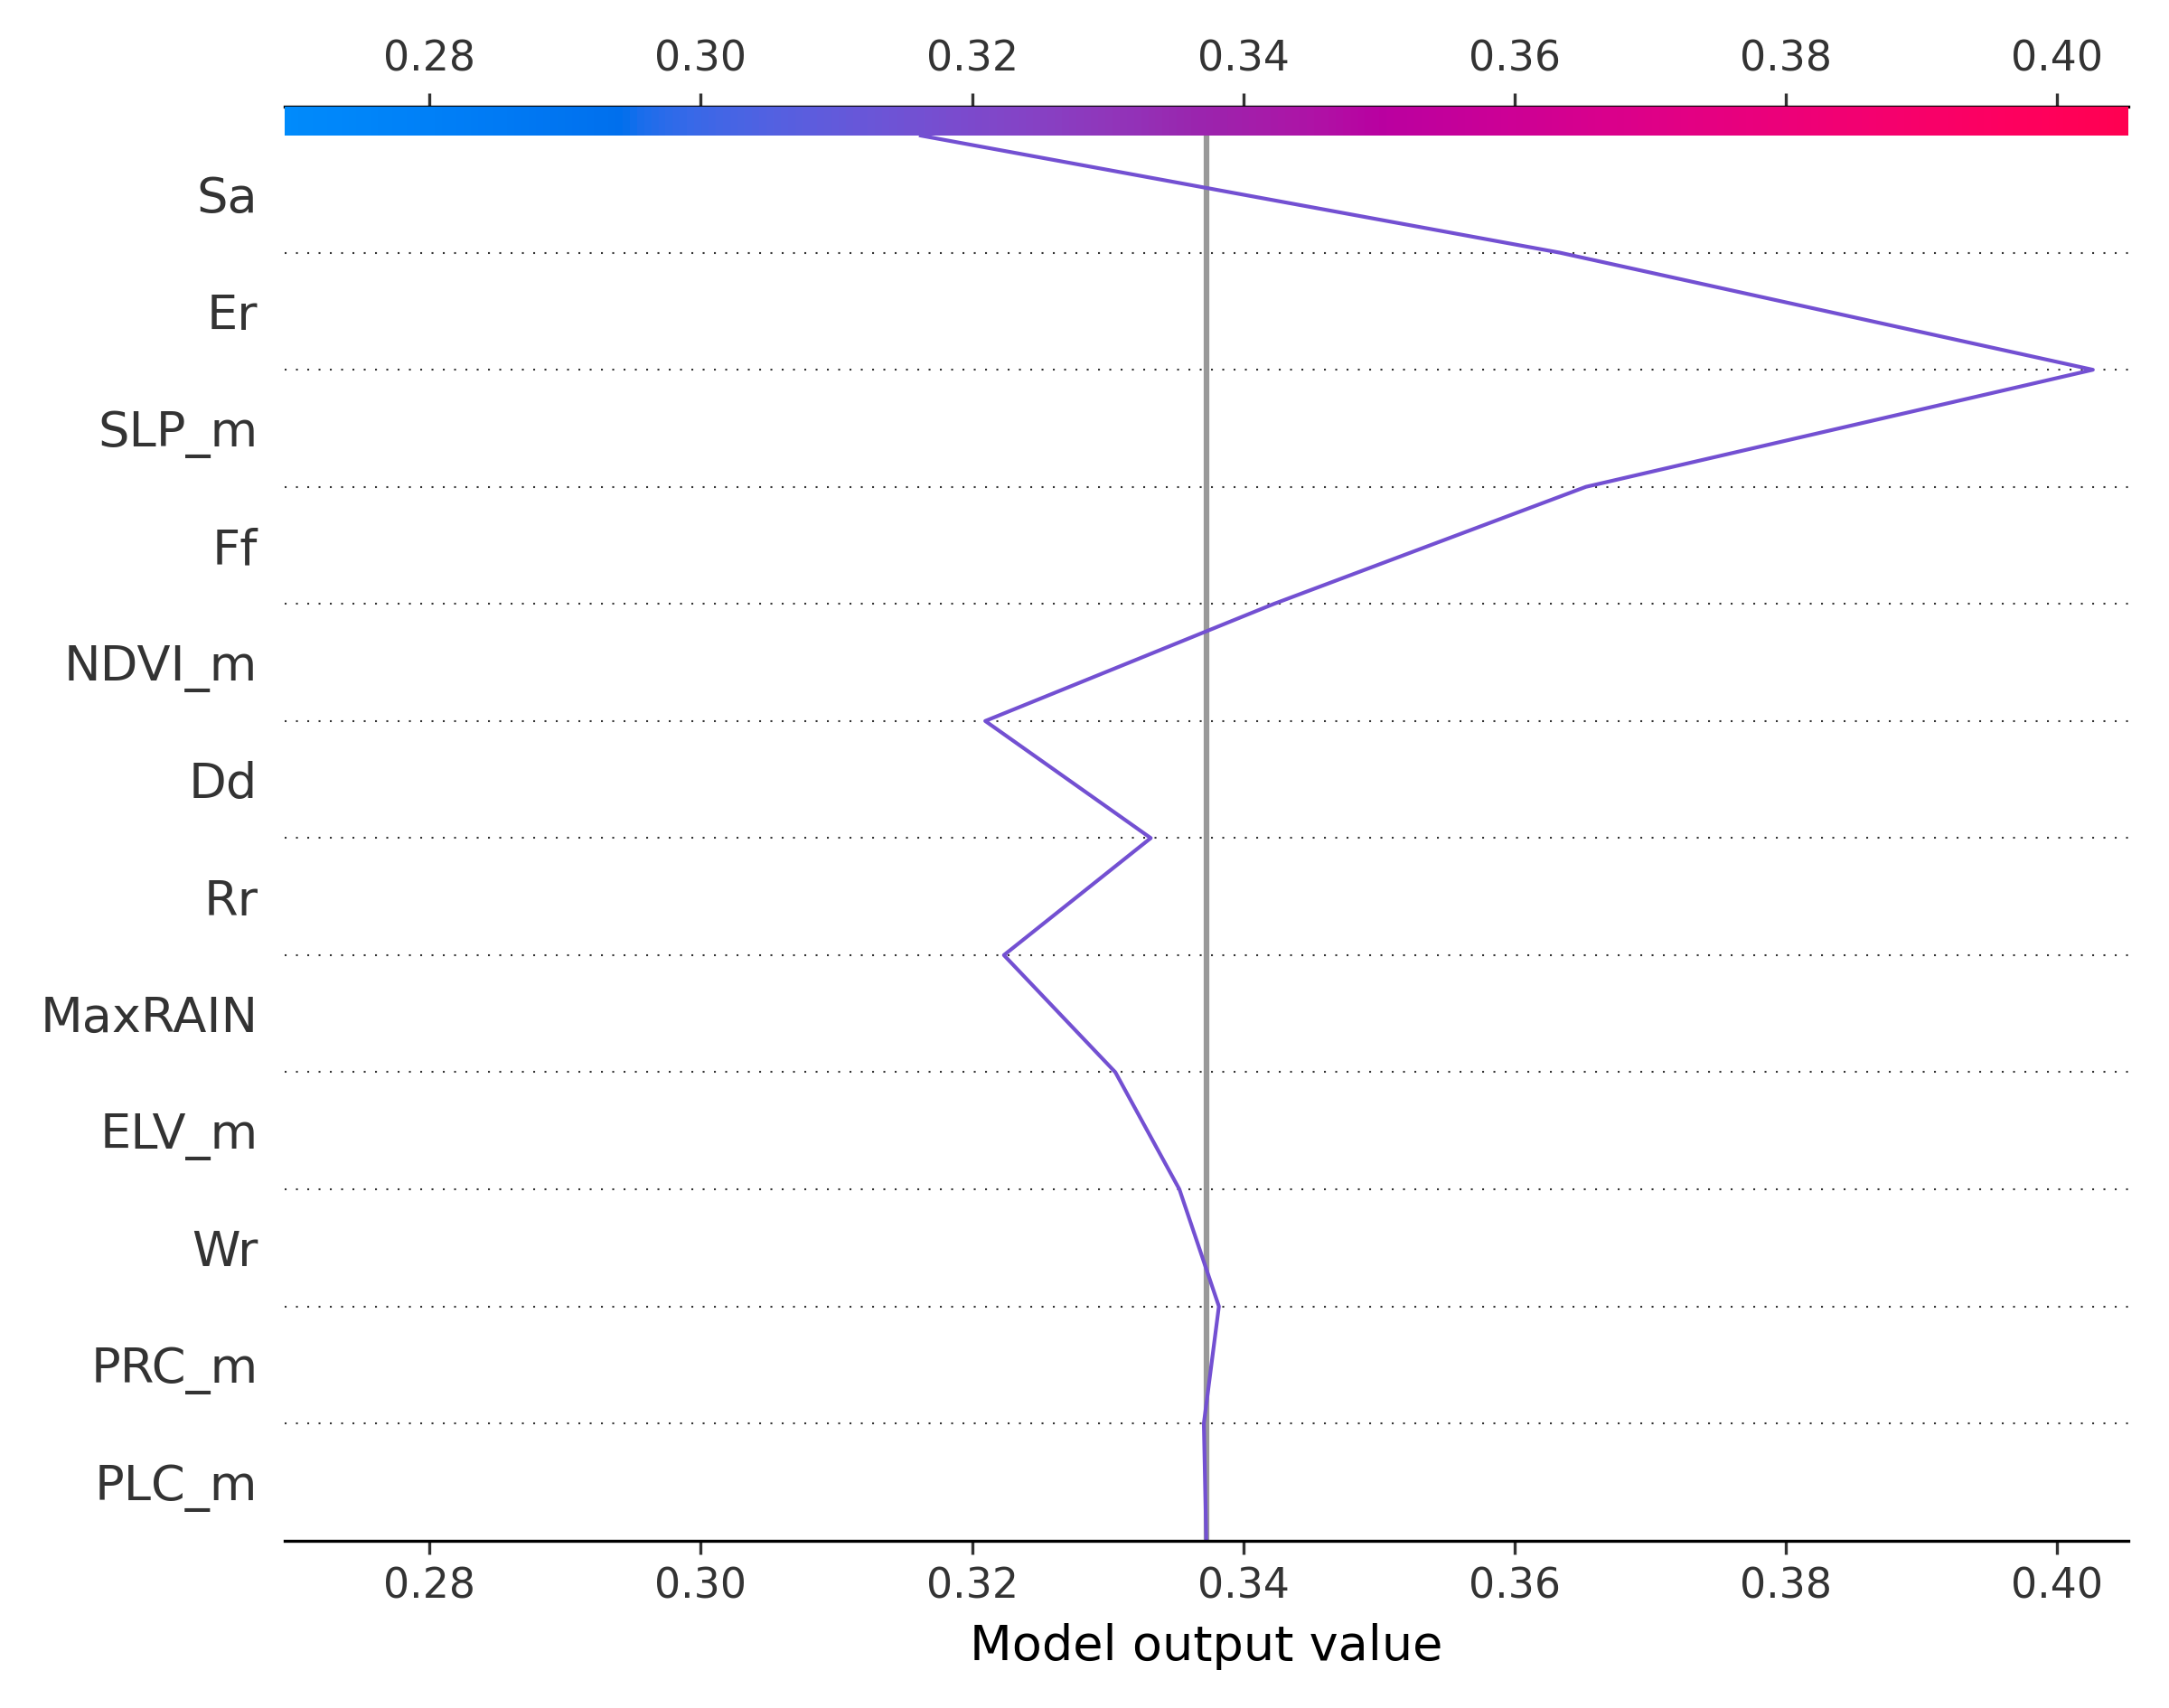 0.28 0.30 0.32 0.34 0.36 0.38 0.40
Sa
Er
SLP_m
Ff
NDVI_m
Dd
Rr
MaxRAIN
ELV_m
Wr
PRC_m
PLC_m
0.28 0.30 0.32 0.34 0.36 0.38 0.40
Model output value